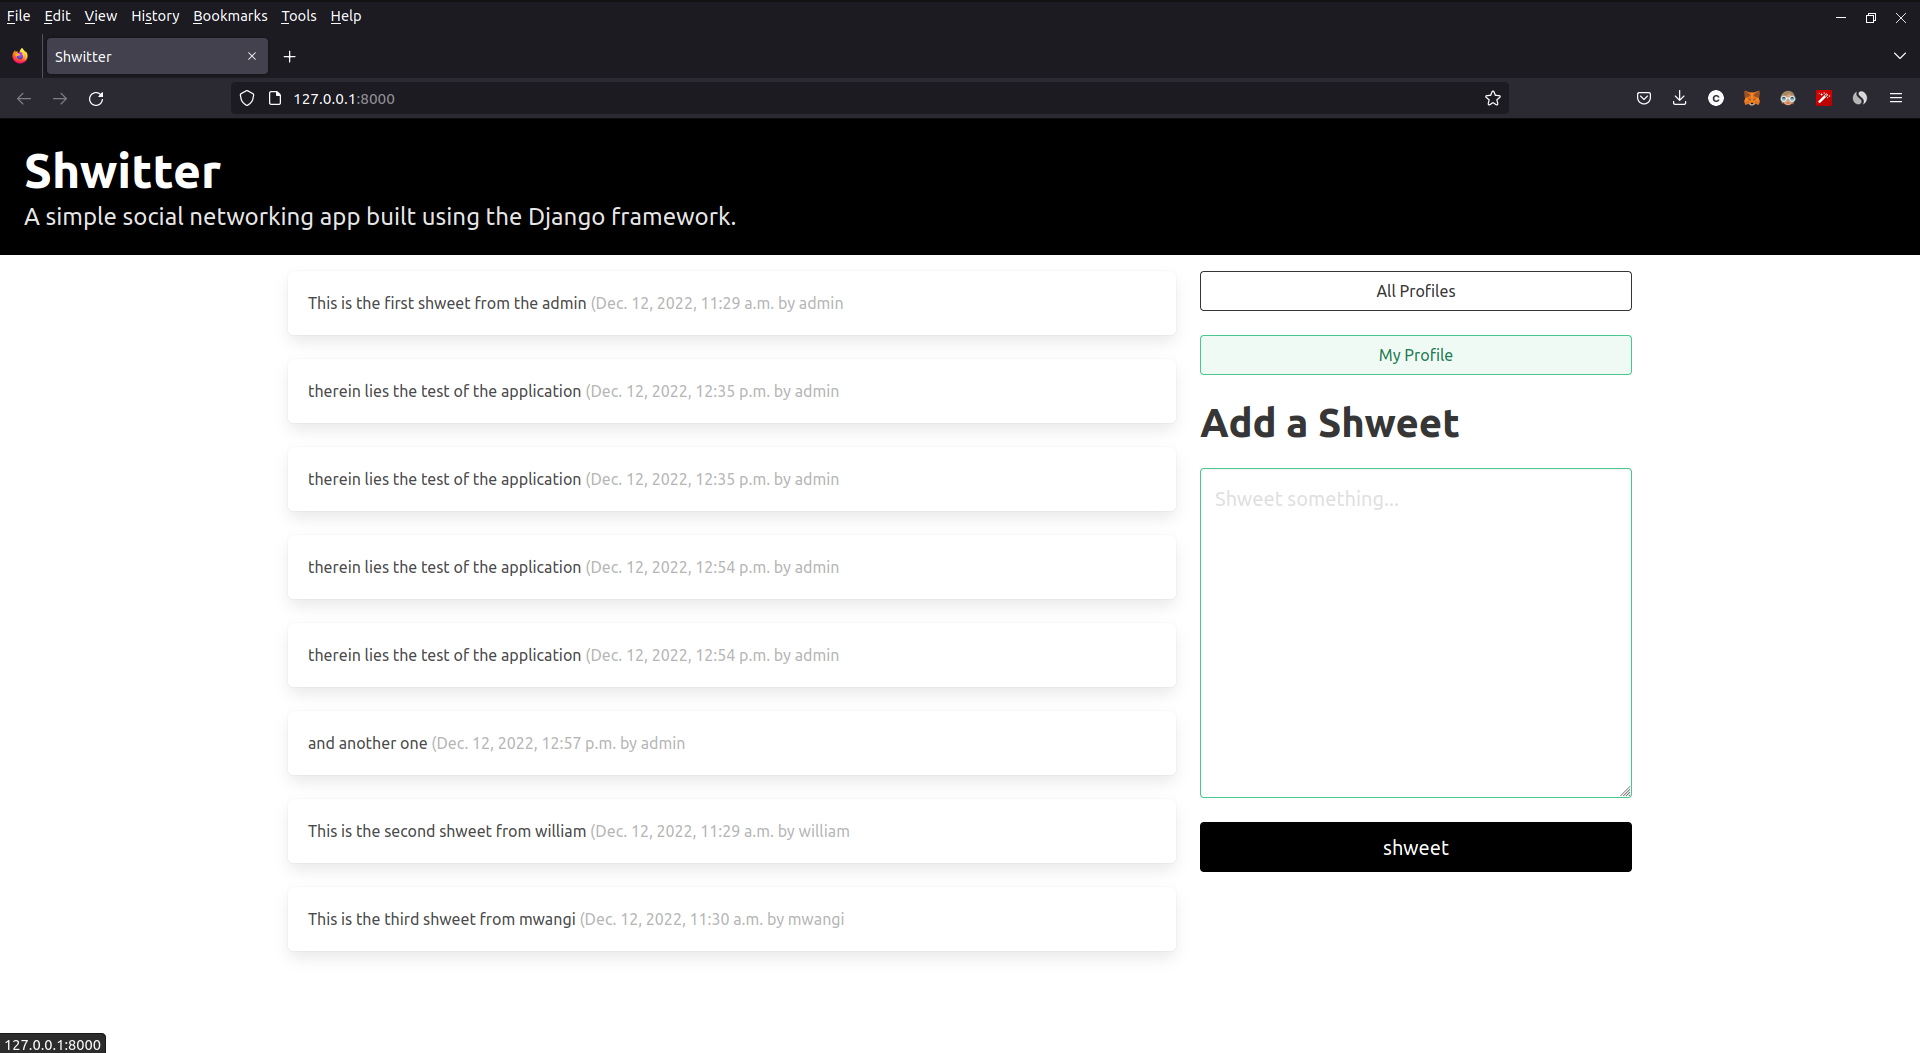 File Edit View History Bookmarks Tools Help
Shwitter
127.0.0.1:8000
Shwitter
A simple social networking app built using the Django framework.
This is the first shweet from the admin (Dec. 12, 2022, 11:29 a.m. by admin
therein lies the test of the application (Dec. 12, 2022, 12:35 p.m. by admin
therein lies the test of the application (Dec. 12, 2022, 12:35 p.m. by admin
therein lies the test of the application (Dec. 12, 2022, 12:54 p.m. by admin
therein lies the test of the application (Dec. 12, 2022, 12:54 p.m. by admin
and another one (Dec. 12, 2022, 12:57 p.m. by admin
This is the second shweet from william (Dec. 12, 2022, 11:29 a.m. by william
This is the third shweet from mwangi (Dec. 12, 2022, 11:30 a.m. by mwangi
All Profiles
My Profile
Add a Shweet
Shweet something...
shweet
127.0.0.1:8000